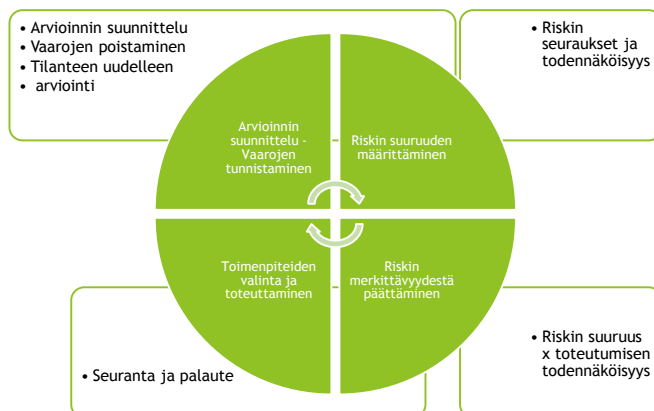 • Arvioinnin suunnittelu
• Vaarojen poistaminen
• Tilanteen uudelleen
• arviointi
• Riskin
seuraukset ja
todennäköisyys
Arvioinnin
suunnittelu -
Vaarojen
tunnistaminen
Riskin suuruuden
määrittäminen
Toimenpiteiden
valinta ja
toteuttaminen
Riskin
merkittävyydestä
päättäminen
• Seuranta ja palaute
• Riskin suuruus
x toteutumisen
todennäköisyys